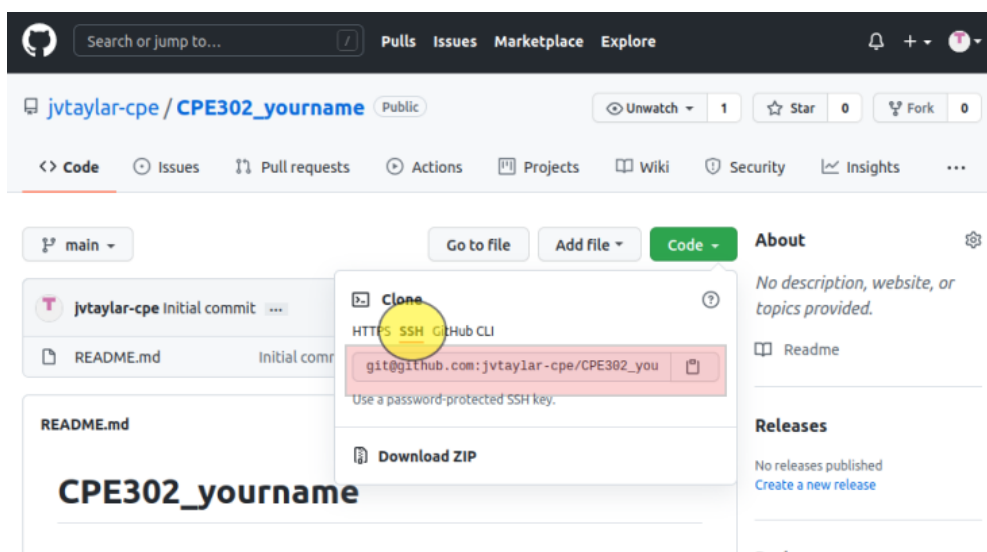 Search or jump to... / Pulls Issues Marketplace Explore
jvtaylar-cpe / CPE302_yourname Public Unwatch 1 Star 0 Fork 0
<> Code Issues Pull requests Actions Projects Wiki Security Insights ...
main Go to file Add file Code About
No description, website, or
topics provided.
T jvtaylar-cpe Initial commit ...
README.md Initial comm
Readme
Clone
HTTPS SSH GitHub CLI
git@github.com:jvtaylar-cpe/CPE302_you
Use a password-protected SSH key.
Download ZIP
README.md
CPE302_yourname
Releases
No releases published
Create a new release